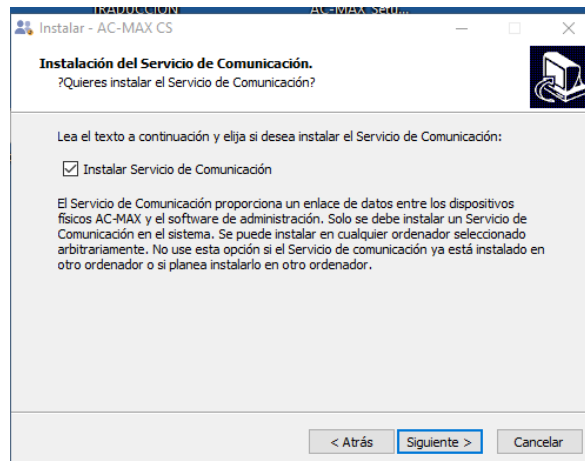 TRADUCCION AC-MAX Setu...
Instalar - AC-MAX CS
Instalación del Servicio de Comunicación.
?Quieres instalar el Servicio de Comunicación?
Lea el texto a continuación y elija si desea instalar el Servicio de Comunicación:
Instalar Servicio de Comunicación
El Servicio de Comunicación proporciona un enlace de datos entre los dispositivos
físicos AC-MAX y el software de administración. Solo se debe instalar un Servicio de
Comunicación en el sistema. Se puede instalar en cualquier ordenador seleccionado
arbitrariamente. No use esta opción si el Servicio de comunicación ya está instalado en
otro ordenador o si planea instalarlo en otro ordenador.
< Atrás Siguiente > Cancelar